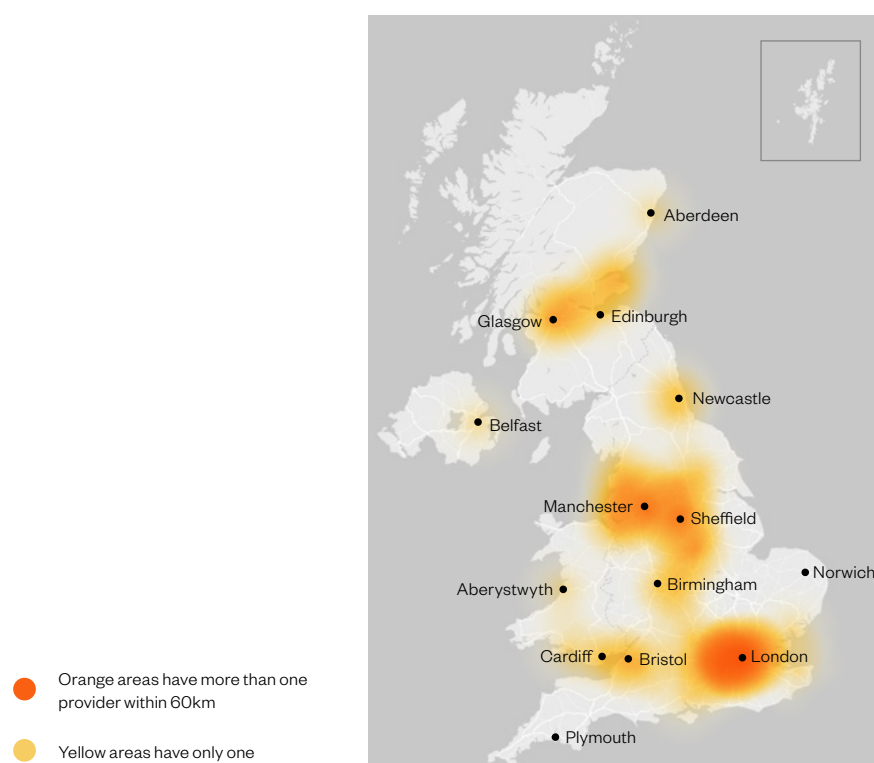 Aberdeen
Glasgow
Edinburgh
Newcastle
Belfast
Manchester
Sheffield
Norwich
Birmingham
Aberystwyth
Cardiff
Bristol
London
Orange areas have more than one
provider within 60km
Plymouth
Yellow areas have only one